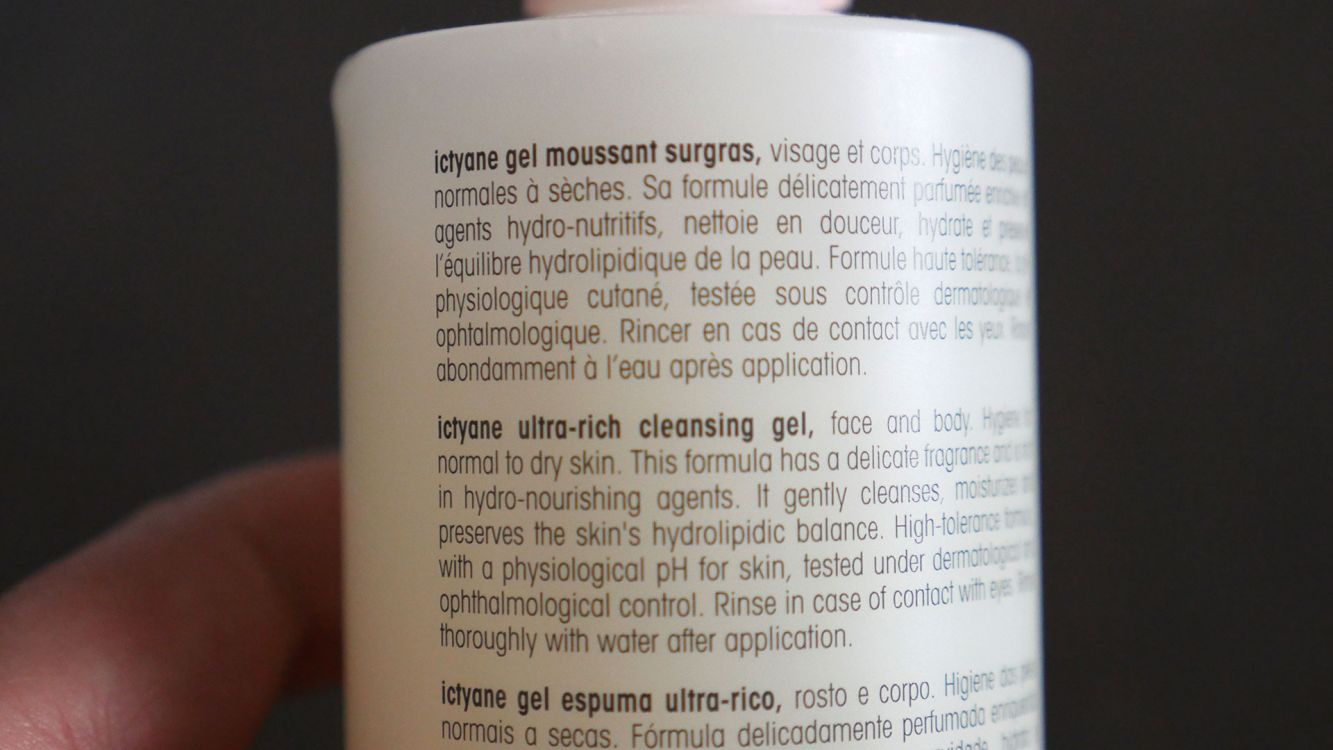 ictyane gel moussant surgras, visage et corps. Hygiène des
normales à sèches. Sa formule délicatement parfumée
agents hydro-nutritifs, nettoie en douceur, hydrate et
l'équilibre hydrolipidique de la peau. Formule haute tolérance,
physiologique cutané, testée sous contrôle dermatologique
ophtalmologique. Rincer en cas de contact avec les yeux.
abondamment à l'eau après application.
ictyane ultra-rich cleansing gel, face and body. Hygiene
normal to dry skin. This formula has a delicate fragrance and
in hydro-nourishing agents. It gently cleanses, moisturizes
preserves the skin's hydrolipidic balance. High-tolerance
with a physiological pH for skin, tested under dermatological
ophthalmological control. Rinse in case of contact with eyes.
thoroughly with water after application.
ictyane gel espuma ultra-rico, rosto e corpo. Higiene das
normais a secas. Fórmula delicadamente perfumada